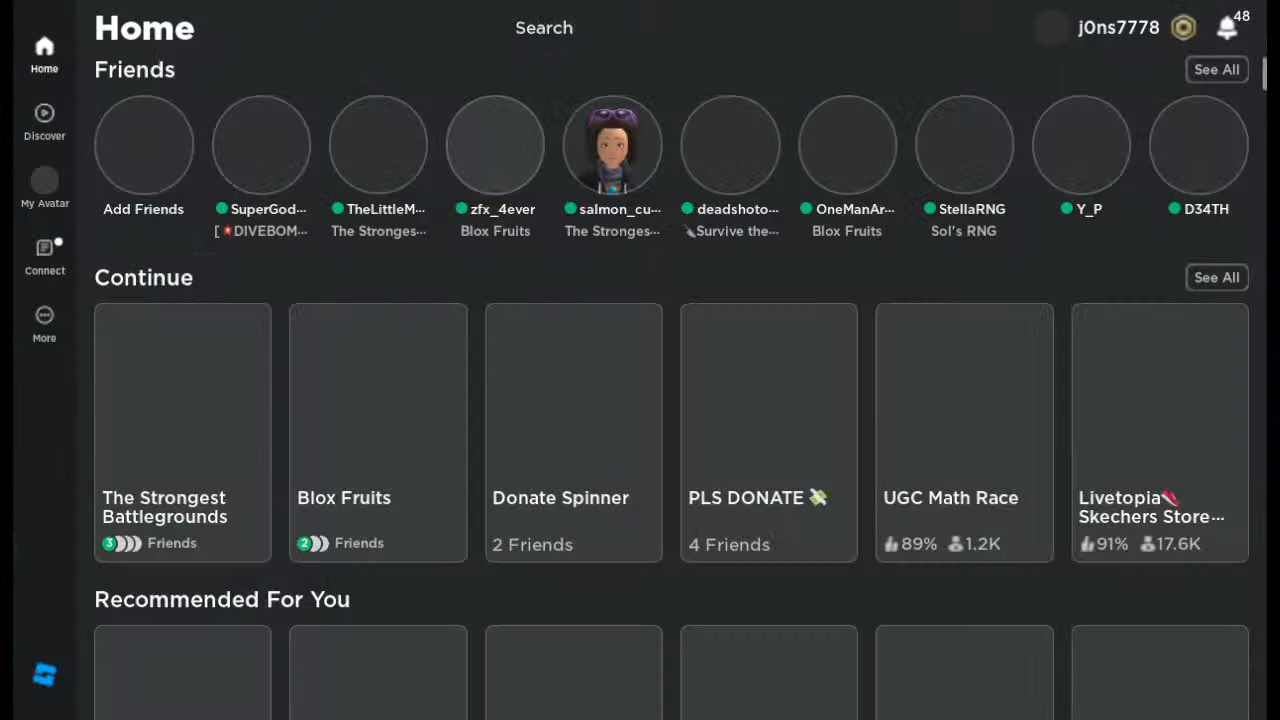 Home
Search
j0ns7778
48
Home
Friends
See All
Discover
My Avatar
Connect
More
Add Friends
SuperGod...
[💥DIVEBOM...
TheLittleM...
The Stronges...
zfx_4ever
Blox Fruits
salmon_cu...
The Stronges...
deadshoto...
🔪Survive the...
OneManAr...
Blox Fruits
StellaRNG
Sol's RNG
Y_P
D34TH
Continue
See All
The Strongest
Battlegrounds
3 Friends
Blox Fruits
2 Friends
Donate Spinner
2 Friends
PLS DONATE 💸
4 Friends
UGC Math Race
89% 1.2K
Livetopia👠
Skechers Store...
91% 17.6K
Recommended For You